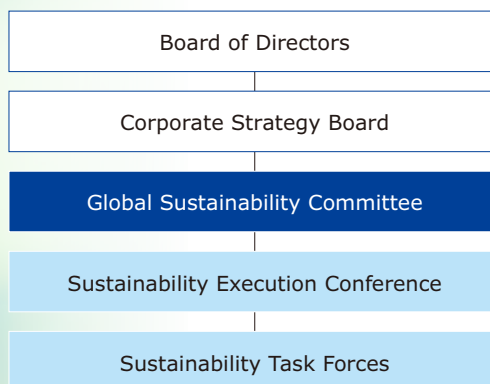 Board of Directors
Corporate Strategy Board
Global Sustainability Committee
Sustainability Execution Conference
Sustainability Task Forces